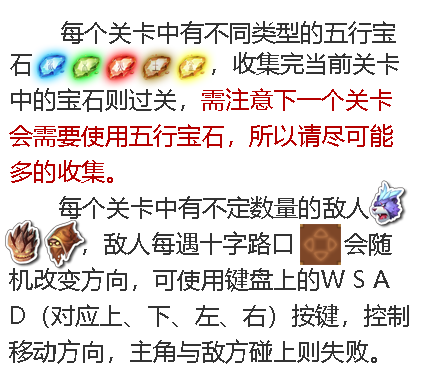 每个关卡中有不同类型的五行宝
石，收集完当前关卡
中的宝石则过关，需注意下一个关卡
会需要使用五行宝石，所以请尽可能
多的收集。
每个关卡中有不定数量的敌人
，敌人每遇十字路口会随
机改变方向，可使用键盘上的ＷＳＡ
Ｄ（对应上、下、左、右）按键，控制
移动方向，主角与敌方碰上则失败。